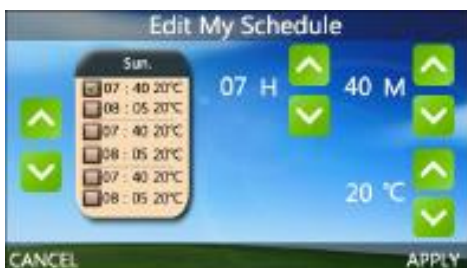 Edit My Schedule
Sun.
07 : 40 20°C
08 : 05 20°C
07 : 40 20°C
08 : 05 20°C
07 : 40 20°C
08 : 05 20°C
07 H
40 M
20 °C
CANCEL
APPLY